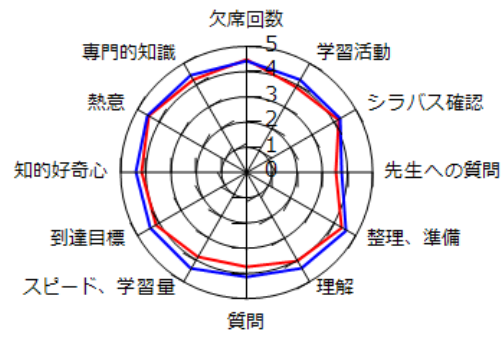 欠席回数
学習活動
シラバス確認
先生への質問
整理、準備
理解
質問
スピード、学習量
到達目標
知的好奇心
熱意
専門的知識
5
4
3
2
1
0